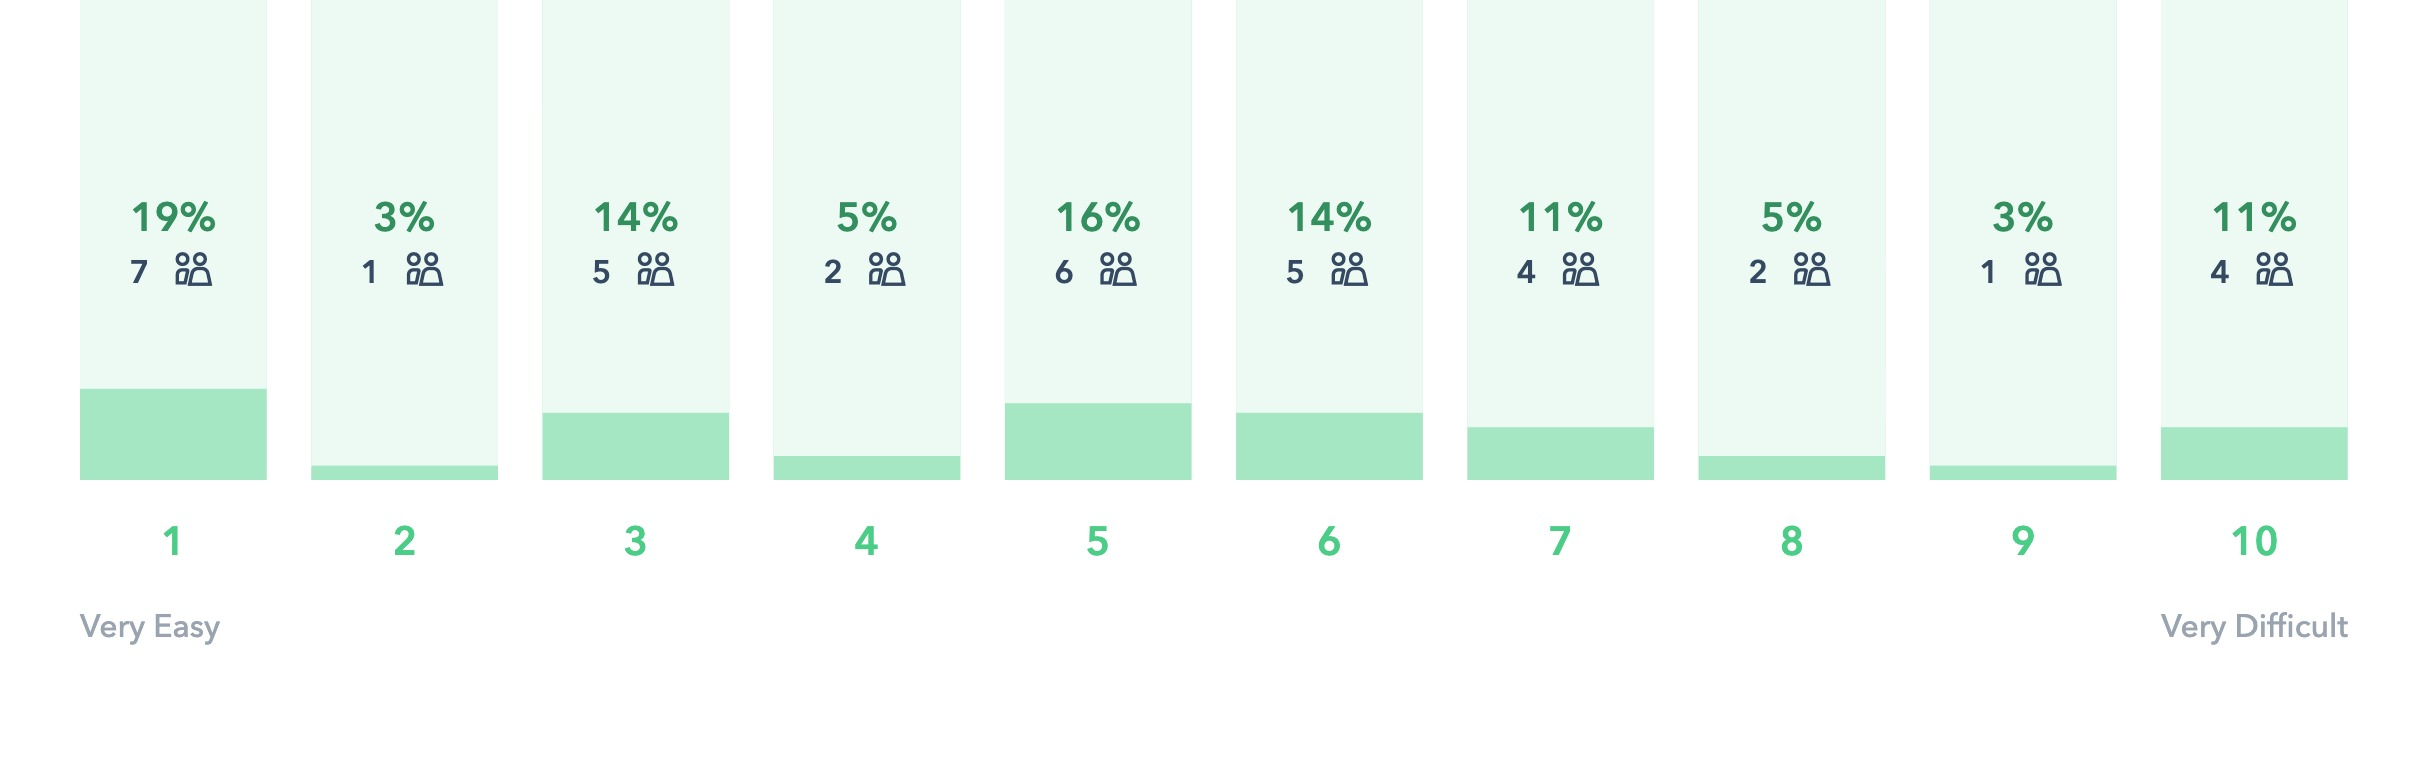 19% 3% 14% 5% 16% 14% 11% 5% 3% 11%
7 1 5 2 6 5 4 2 1 4
1 2 3 4 5 6 7 8 9 10
Very Easy Very Difficult